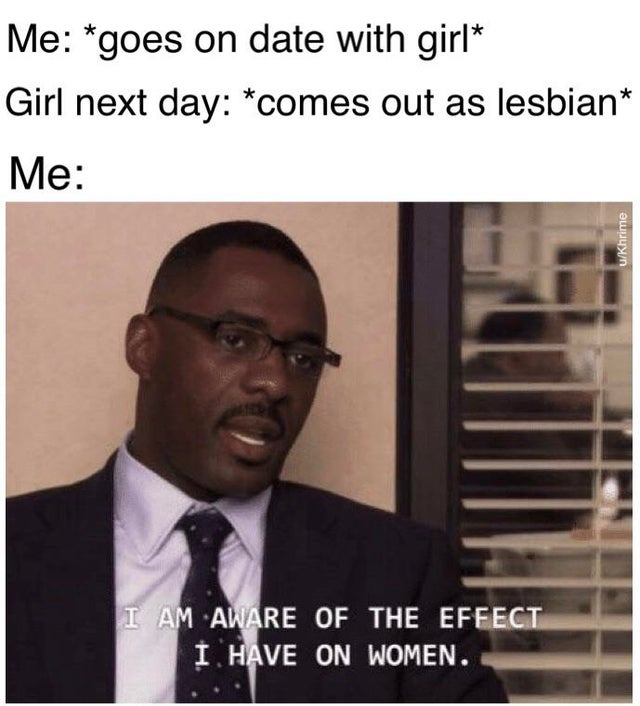 Me: *goes on date with girl*
Girl next day: *comes out as lesbian*
Me:
u/Khrime
I AM AWARE OF THE EFFECT
I HAVE ON WOMEN.